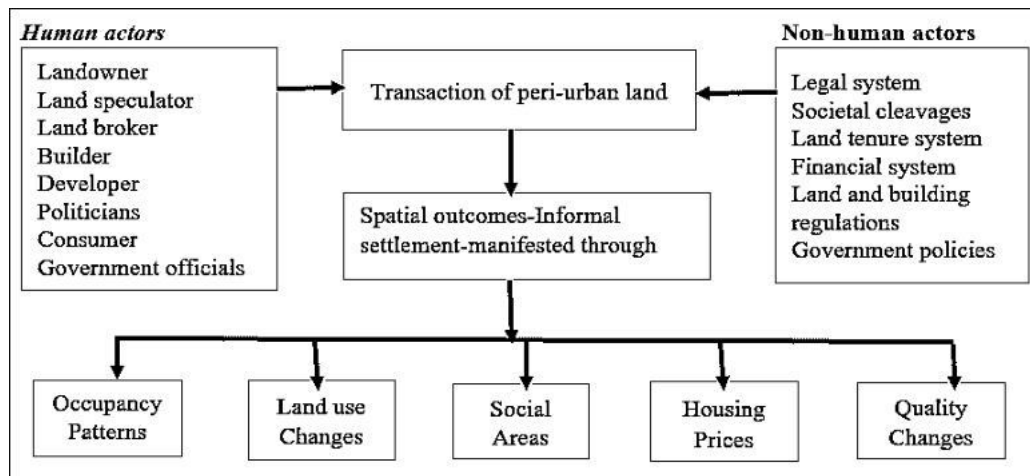 Human actors
Landowner
Land speculator
Land broker
Builder
Developer
Politicians
Consumer
Government officials
Transaction of peri-urban land
Non-human actors
Legal system
Societal cleavages
Land tenure system
Financial system
Land and building
regulations
Government policies
Spatial outcomes-Informal
settlement-manifested through
Occupancy
Patterns
Land use
Changes
Social
Areas
Housing
Prices
Quality
Changes